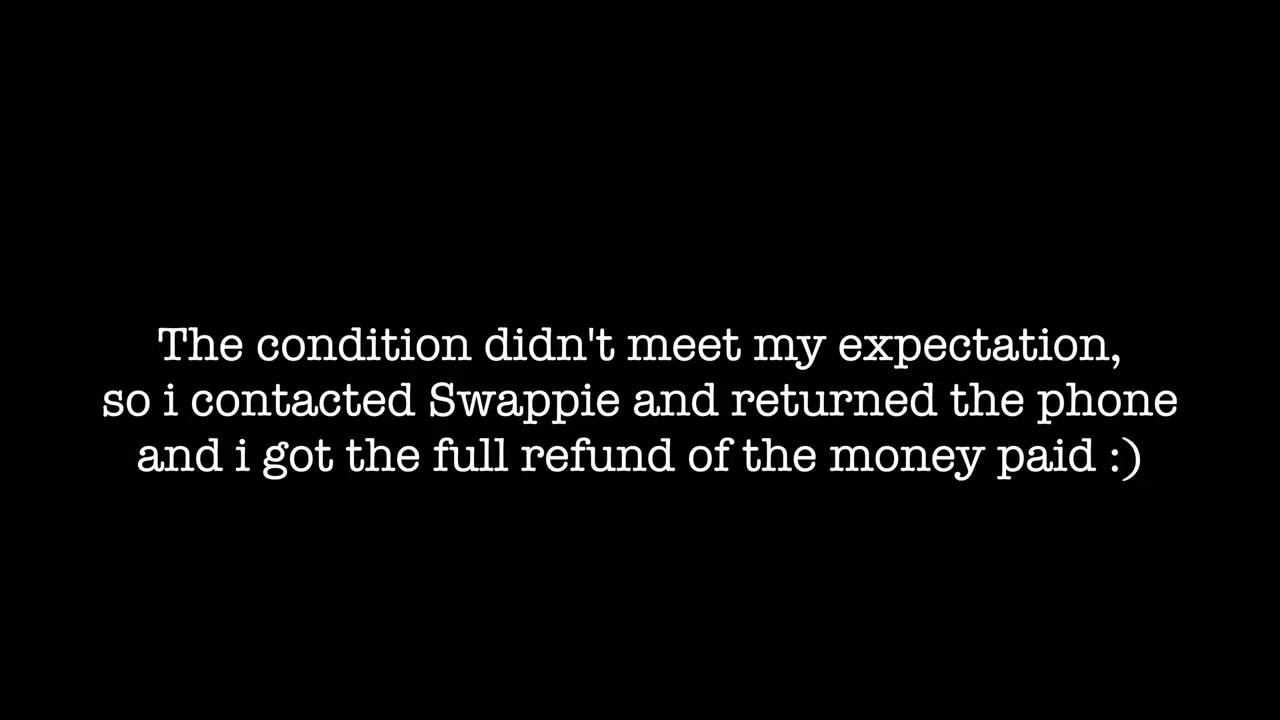 The condition didn't meet my expectation,
so i contacted Swappie and returned the phone
and i got the full refund of the money paid :)